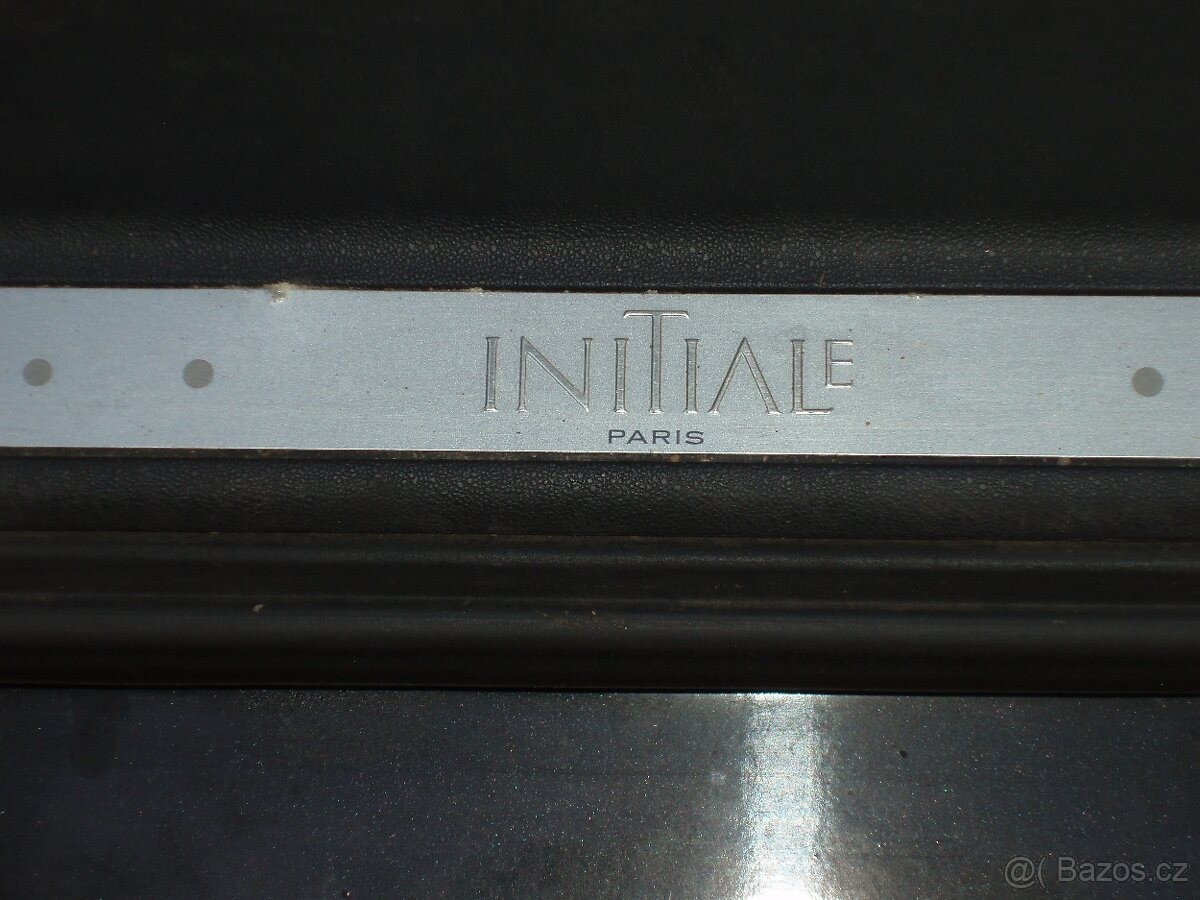 INITIALE
PARIS
@( Bazos.cz